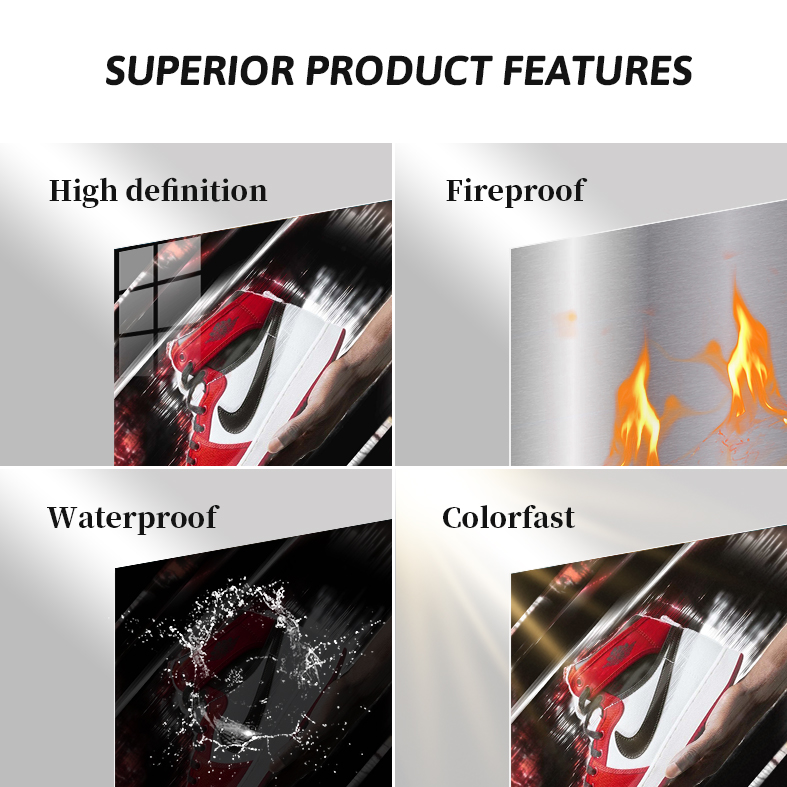 SUPERIOR PRODUCT FEATURES
High definition
Fireproof
Waterproof
Colorfast